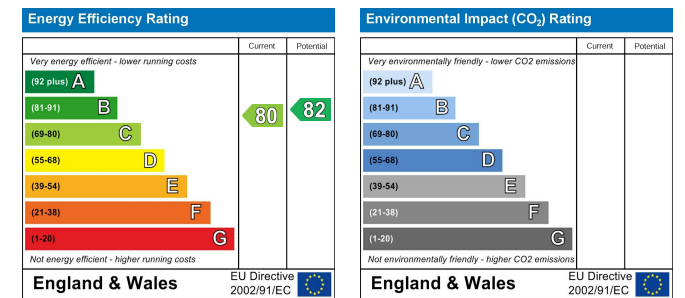 Energy Efficiency Rating
Current Potential
Very energy efficient - lower running costs
(92 plus) A
(81-91) B
(69-80) C
(55-68) D
(39-54) E
(21-38) F
(1-20) G
80
82
Not energy efficient - higher running costs
England & Wales
EU Directive
2002/91/EC
Environmental Impact (CO₂) Rating
Current Potential
Very environmentally friendly - lower CO2 emissions
(92 plus) A
(81-91) B
(69-80) C
(55-68) D
(39-54) E
(21-38) F
(1-20) G
Not environmentally friendly - higher CO2 emissions
England & Wales
EU Directive
2002/91/EC